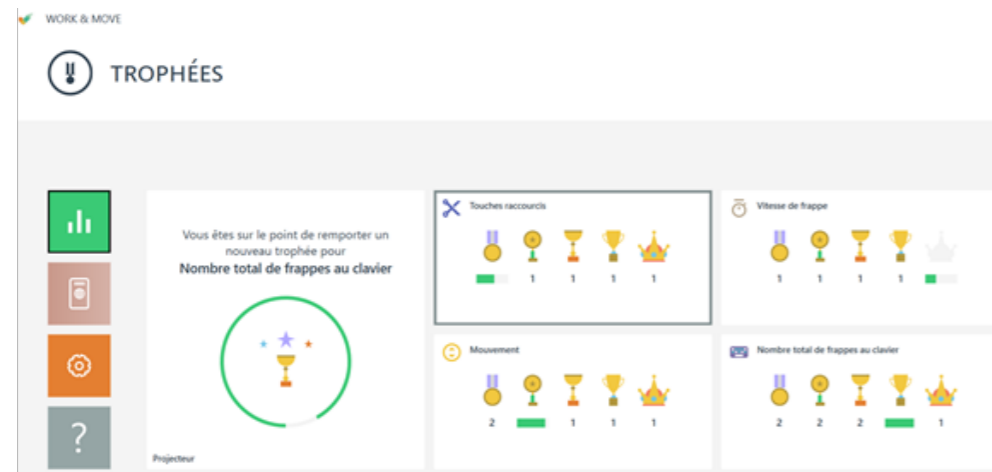 WORK & MOVE
TROPHÉES
Vous êtes sur le point de remporter un
nouveau trophée pour
Nombre total de frappes au clavier
Projecteur
Touches raccourcis
1 1 1 1
Vitesse de frappe
1 1 1 1
Mouvement
2 1 1 1
Nombre total de frappes au clavier
2 2 2 1
?